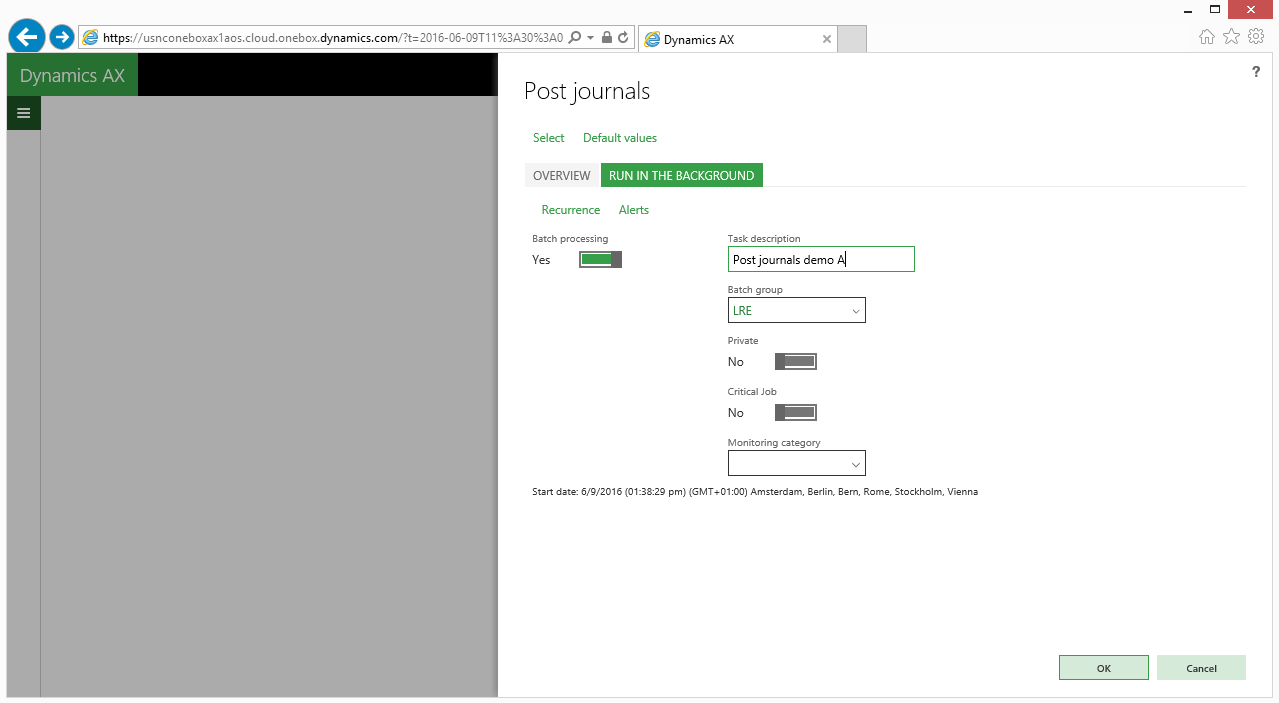 https://usnconeboxax1aos.cloud.onebox.dynamics.com/?t=2016-06-09T11%3A30%3A0
Dynamics AX
Dynamics AX
?
Post journals
Select Default values
OVERVIEW RUN IN THE BACKGROUND
Recurrence Alerts
Batch processing
Yes
Task description
Post journals demo A
Batch group
LRE
Private
No
Critical Job
No
Monitoring category
Start date: 6/9/2016 (01:38:29 pm) (GMT+01:00) Amsterdam, Berlin, Bern, Rome, Stockholm, Vienna
OK Cancel